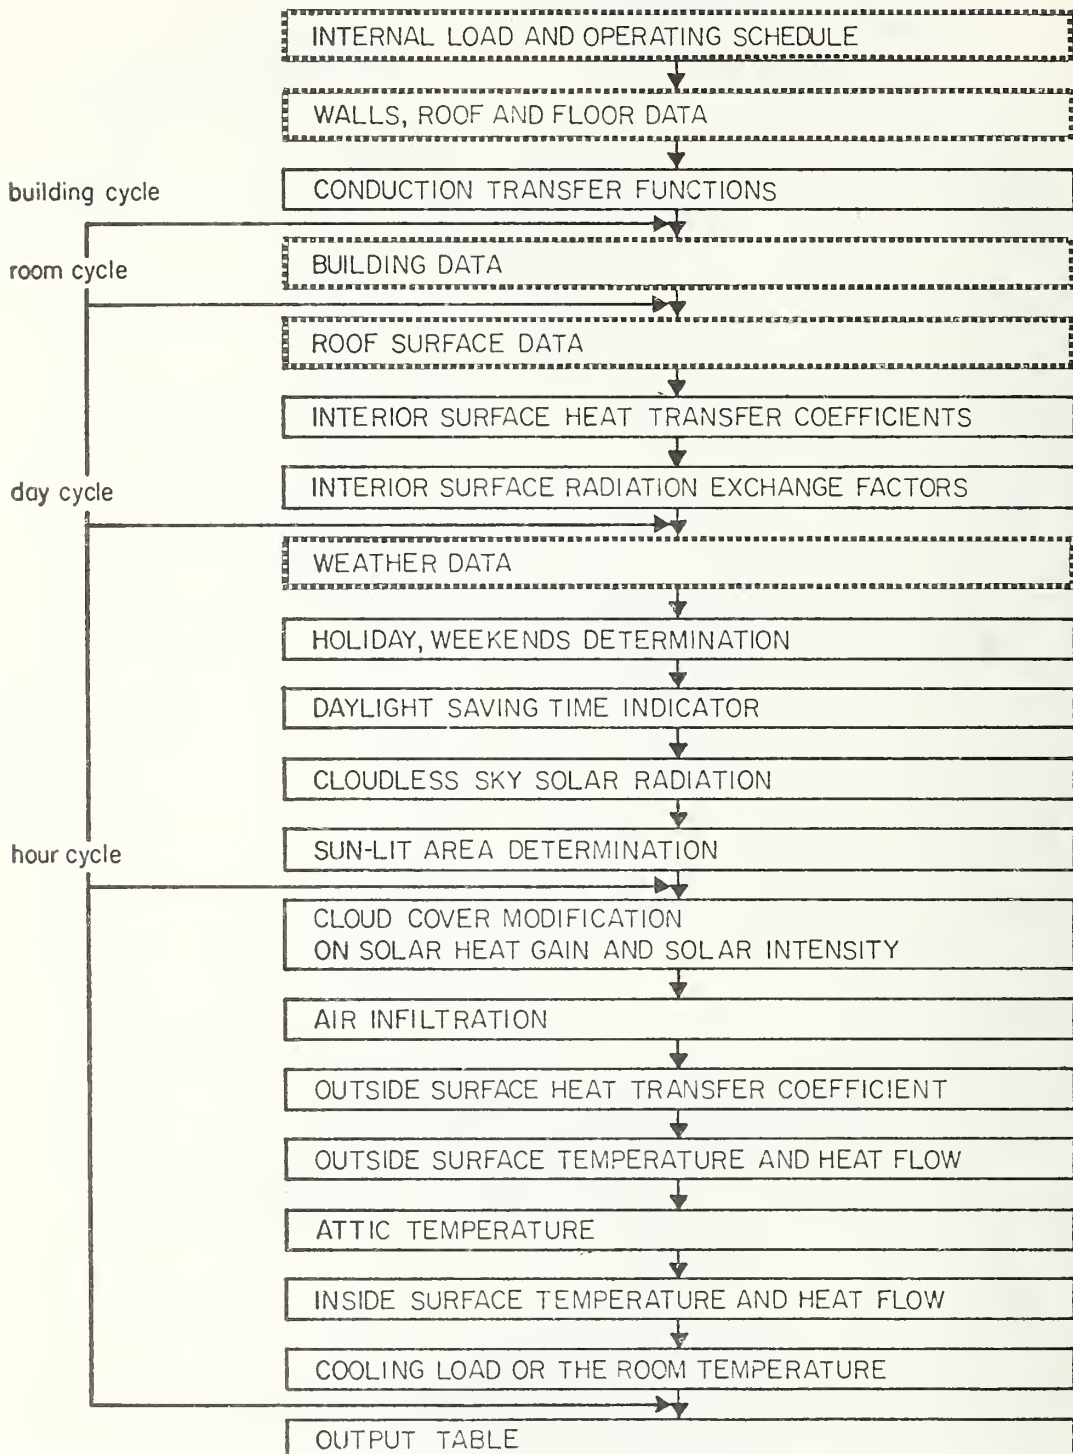 INTERNAL LOAD AND OPERATING SCHEDULE
WALLS, ROOF AND FLOOR DATA
building cycle
CONDUCTION TRANSFER FUNCTIONS
room cycle
BUILDING DATA
ROOF SURFACE DATA
INTERIOR SURFACE HEAT TRANSFER COEFFICIENTS
day cycle
INTERIOR SURFACE RADIATION EXCHANGE FACTORS
WEATHER DATA
HOLIDAY, WEEKENDS DETERMINATION
DAYLIGHT SAVING TIME INDICATOR
CLOUDLESS SKY SOLAR RADIATION
hour cycle
SUN-LIT AREA DETERMINATION
CLOUD COVER MODIFICATION
ON SOLAR HEAT GAIN AND SOLAR INTENSITY
AIR INFILTRATION
OUTSIDE SURFACE HEAT TRANSFER COEFFICIENT
OUTSIDE SURFACE TEMPERATURE AND HEAT FLOW
ATTIC TEMPERATURE
INSIDE SURFACE TEMPERATURE AND HEAT FLOW
COOLING LOAD OR THE ROOM TEMPERATURE
OUTPUT TABLE